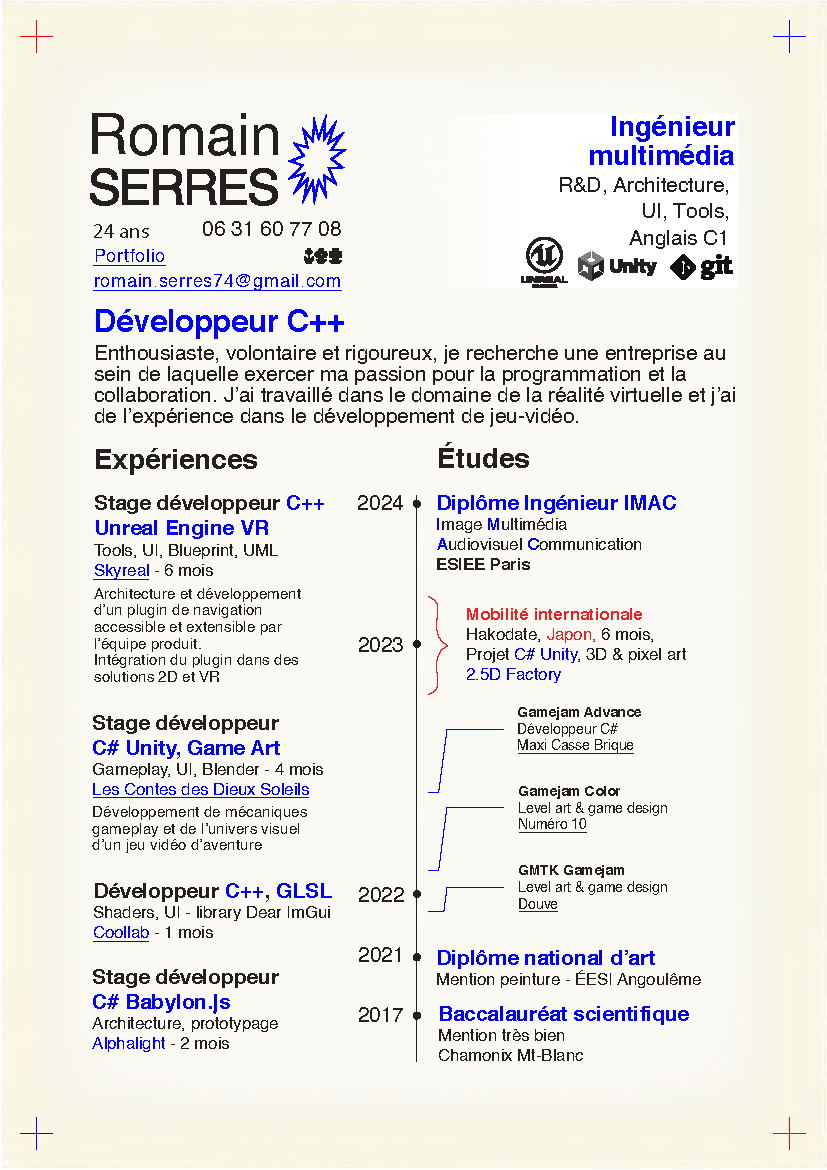 Romain
SERRES
24 ans
06 31 60 77 08
Portfolio
romain.serres74@gmail.com
Ingénieur
multimédia
R&D, Architecture,
UI, Tools,
Anglais C1
UNREAL
Unity
git
Développeur C++
Enthousiaste, volontaire et rigoureux, je recherche une entreprise au
sein de laquelle exercer ma passion pour la programmation et la
collaboration. J'ai travaillé dans le domaine de la réalité virtuelle et j'ai
de l'expérience dans le développement de jeu-vidéo.
Expériences
Stage développeur C++
Unreal Engine VR
Tools, UI, Blueprint, UML
Skyreal - 6 mois
Architecture et développement
d'un plugin de navigation
accessible et extensible par
l'équipe produit.
Intégration du plugin dans des
solutions 2D et VR
Stage développeur
C# Unity, Game Art
Gameplay, UI, Blender - 4 mois
Les Contes des Dieux Soleils
Développement de mécaniques
gameplay et de l'univers visuel
d'un jeu vidéo d'aventure
Développeur C++, GLSL
Shaders, UI - library Dear ImGui
Coollab - 1 mois
Stage développeur
C# Babylon.Js
Architecture, prototypage
Alphalight - 2 mois
Études
2024
Diplôme Ingénieur IMAC
Image Multimédia
Audiovisuel Communication
ESIEE Paris
2023
Mobilité internationale
Hakodate, Japon, 6 mois,
Projet C# Unity, 3D & pixel art
2.5D Factory
Gamejam Advance
Développeur C#
Maxi Casse Brique
Gamejam Color
Level art & game design
Numéro 10
2022
GMTK Gamejam
Level art & game design
Douve
2021
Diplôme national d'art
Mention peinture - ÉESI Angoulême
2017
Baccalauréat scientifique
Mention très bien
Chamonix Mt-Blanc